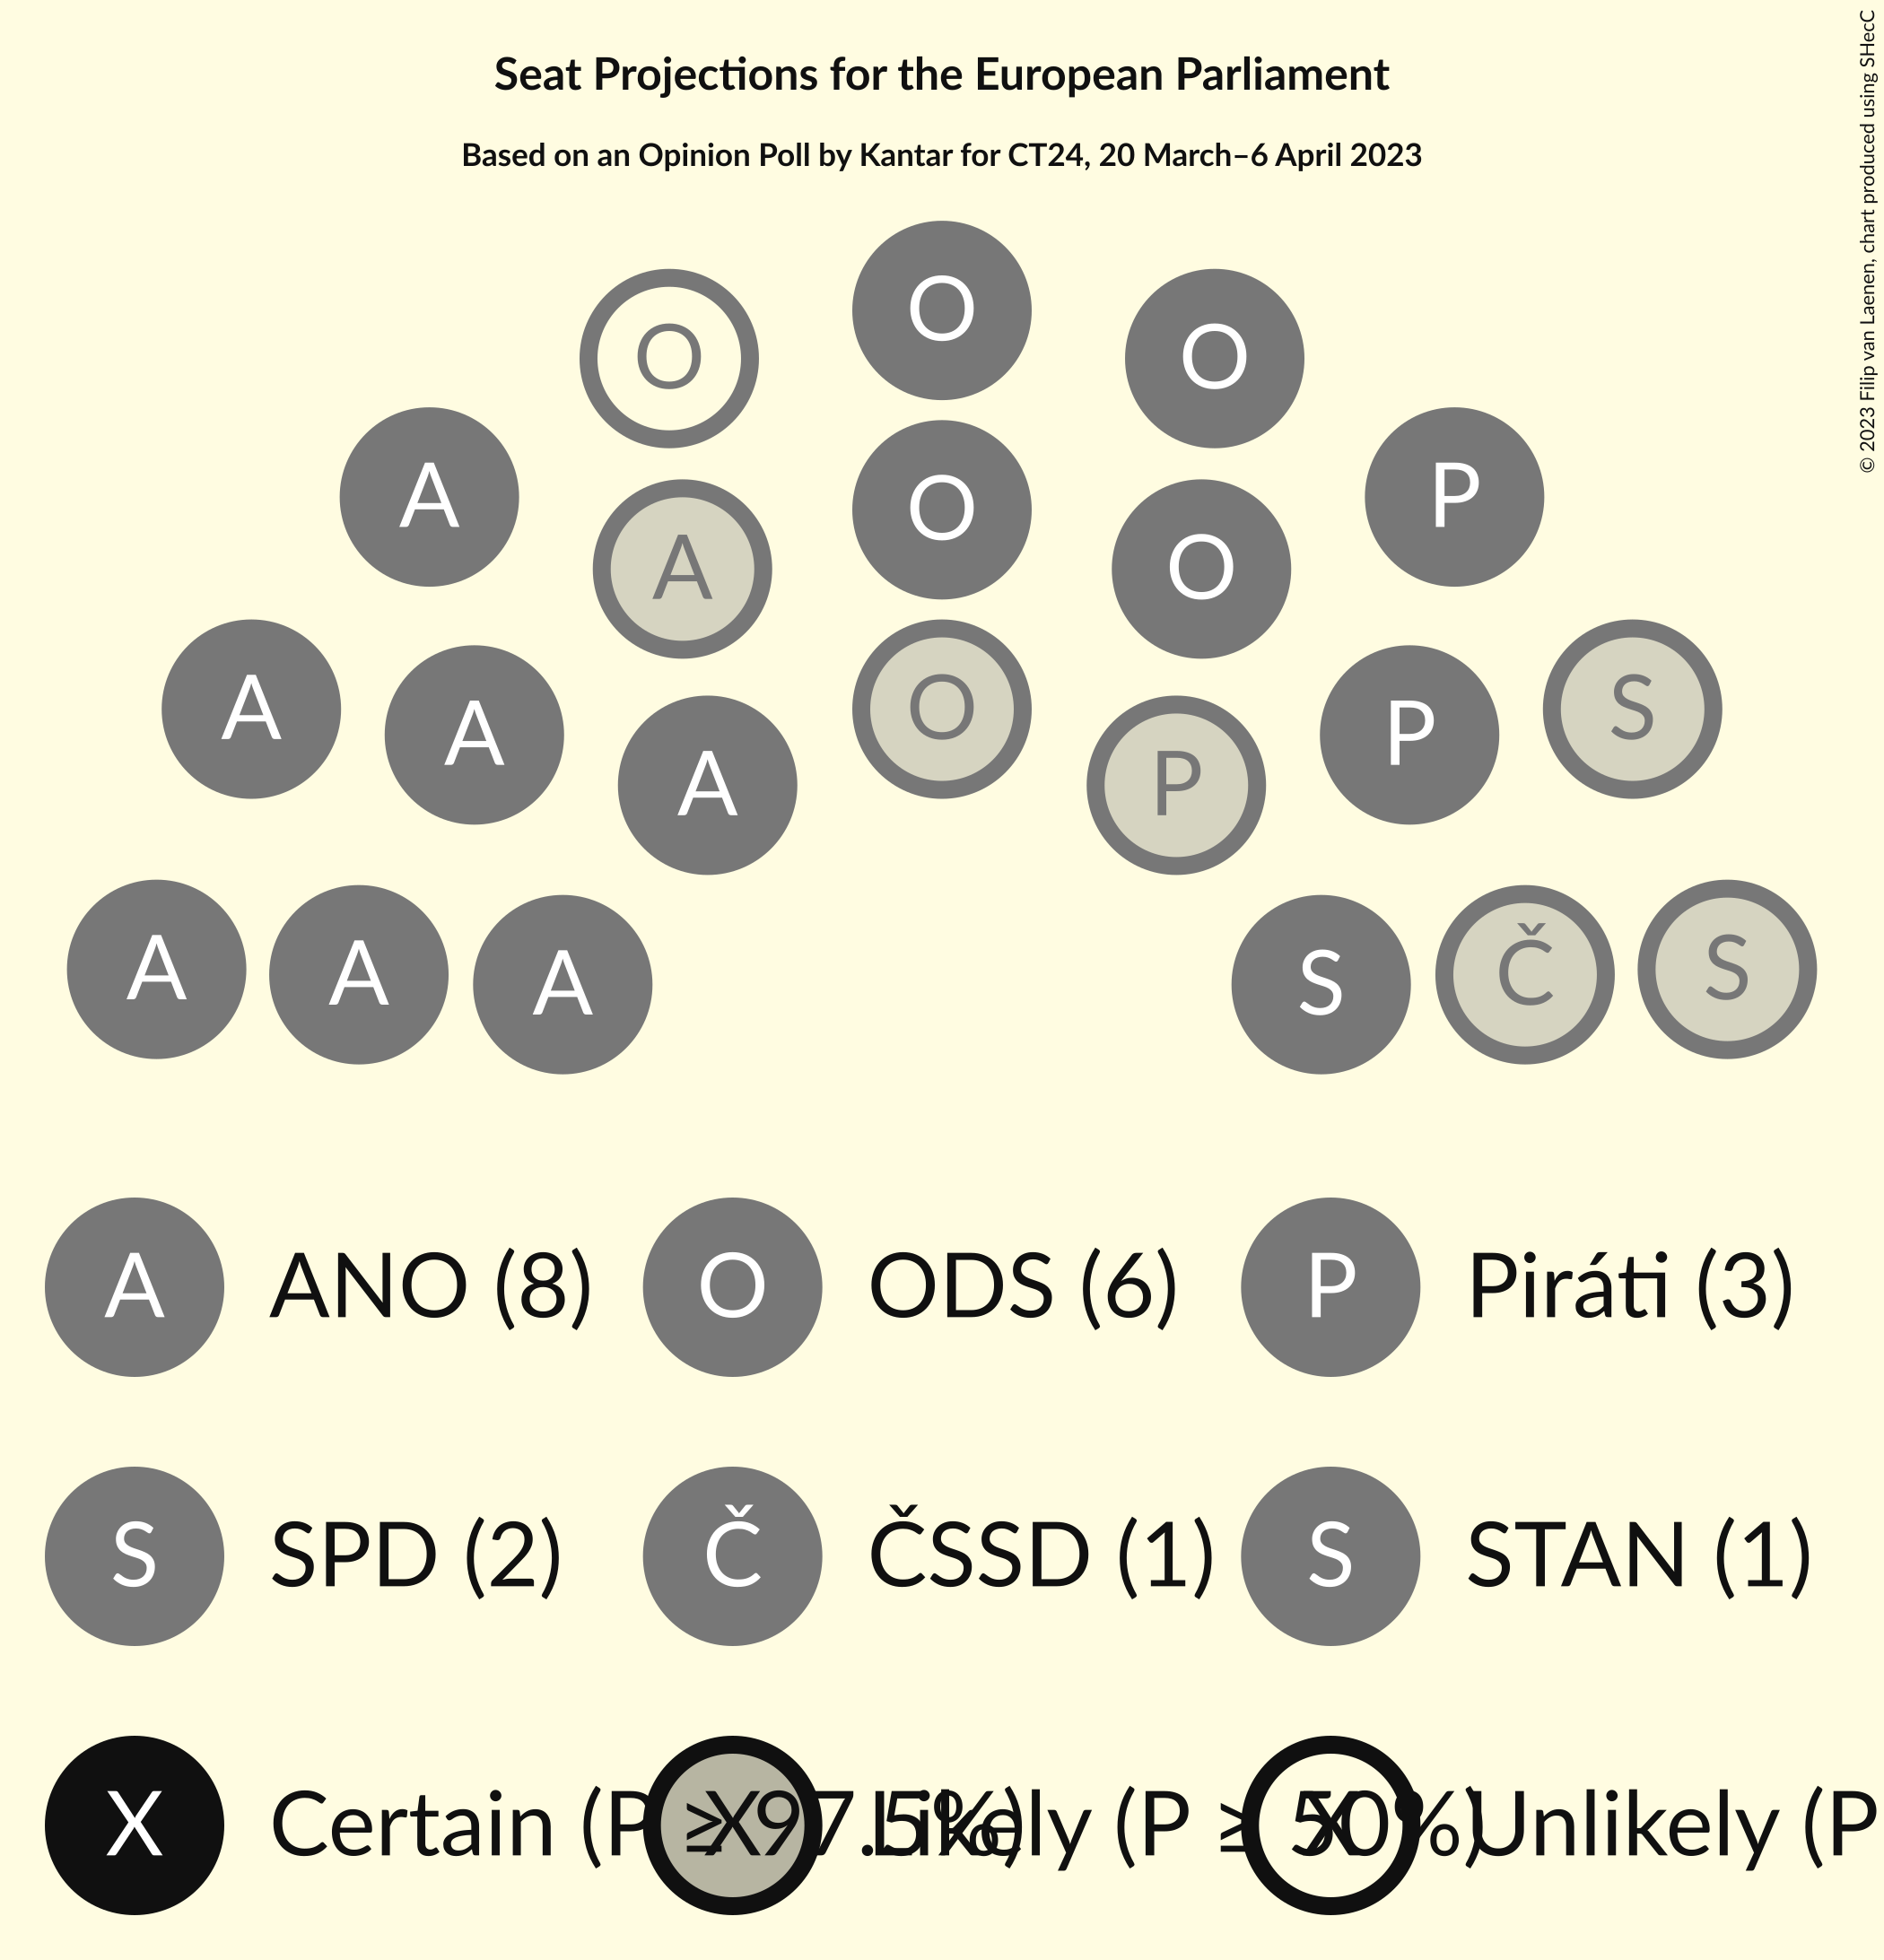 Seat Projections for the European Parliament
Based on an Opinion Poll by Kantar for CT24, 20 March–6 April 2023
© 2023 Filip van Laenen, chart produced using SHecC
O
O
O
A
P
A
O
O
A
A
A
O
P
P
S
A
A
A
S
Č
S
A ANO (8) O ODS (6) P Piráti (3)
S SPD (2) Č ČSSD (1) S STAN (1)
X Certain (P ≥ 97.5%) X Likely (P ≥ 50%) X Unlikely (P